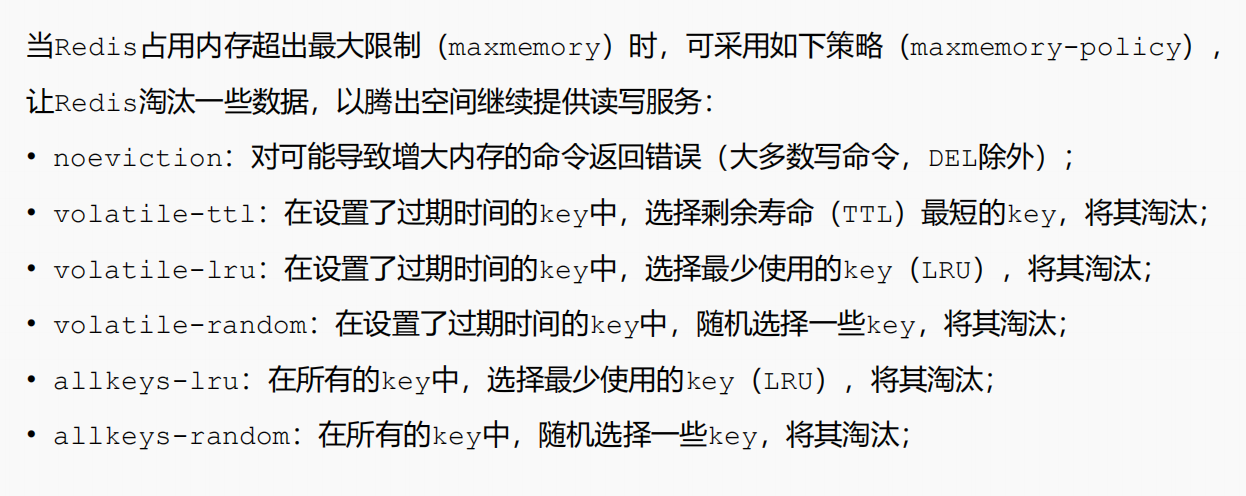 当Redis占用内存超出最大限制（maxmemory）时，可采用如下策略（maxmemory-policy），
让Redis淘汰一些数据，以腾出空间继续提供读写服务：
• noeviction：对可能导致增大内存的命令返回错误（大多数写命令，DEL除外）；
• volatile-ttl：在设置了过期时间的key中，选择剩余寿命（TTL）最短的key，将其淘汰；
• volatile-lru：在设置了过期时间的key中，选择最少使用的key（LRU），将其淘汰；
• volatile-random：在设置了过期时间的key中，随机选择一些key，将其淘汰；
• allkeys-lru：在所有的key中，选择最少使用的key（LRU），将其淘汰；
• allkeys-random：在所有的key中，随机选择一些key，将其淘汰；